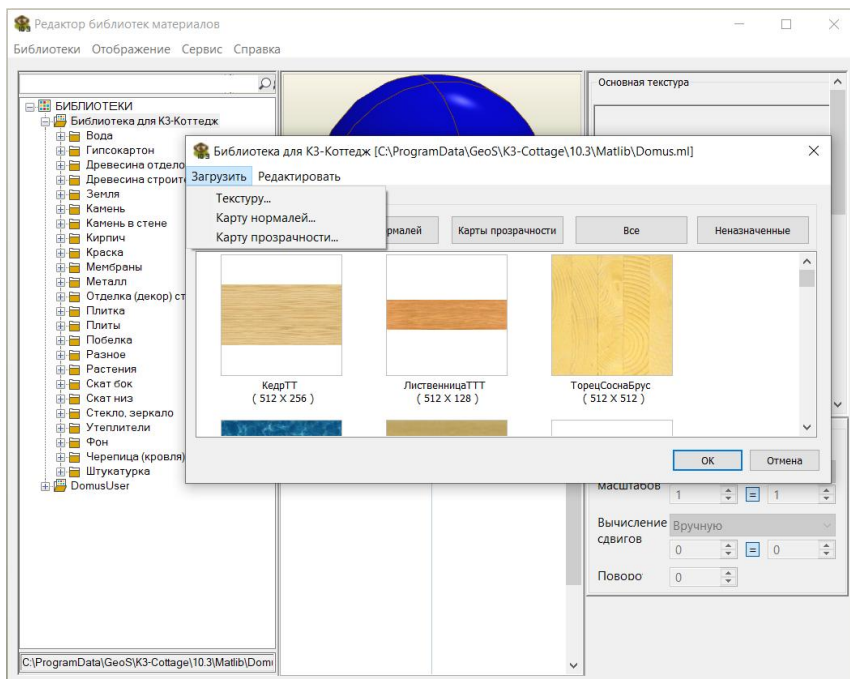 Редактор библиотек материалов
Библиотеки Отображение Сервис Справка
Основная текстура
БИБЛИОТЕКИ
Библиотека для К3-Коттедж
Вода
Гипсокартон
Древесина отдело
Древесина строит
Земля
Камень
Камень в стене
Кирпич
Краска
Мембраны
Металл
Отделка (декор) ст
Плитка
Плиты
Побелка
Разное
Растения
Скат бок
Скат низ
Стекло, зеркало
Утеплители
Фон
Черепица (кровля)
Штукатурка
DomusUser
C:\ProgramData\GeoS\K3-Cottage\10.3\Matlib\Domu
Библиотека для К3-Коттедж [C:\ProgramData\GeoS\K3-Cottage\10.3\Matlib\Domus.ml]
Загрузить Редактировать
Текстуру...
Карту нормалей...
Карту прозрачности...
рмалей Карты прозрачности Все Неназначенные
КедрТТ ЛиственницаТТТ ТорецСоснаБрус
( 512 X 256 ) ( 512 X 128 ) ( 512 X 512 )
ОК Отмена
масштабов
1 = 1
Вычисление Вручную
сдвигов
0 = 0
Поворо 0